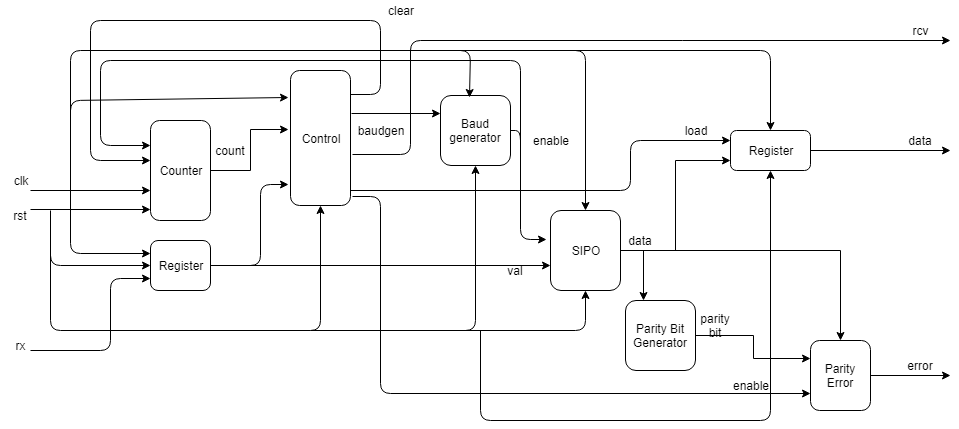 clear
rcv
Control
baudgen
Baud
generator
enable
load
Register
data
count
Counter
clk
rst
Register
val
SIPO
data
Parity Bit
Generator
parity
bit
rx
Parity
Error
error
enable